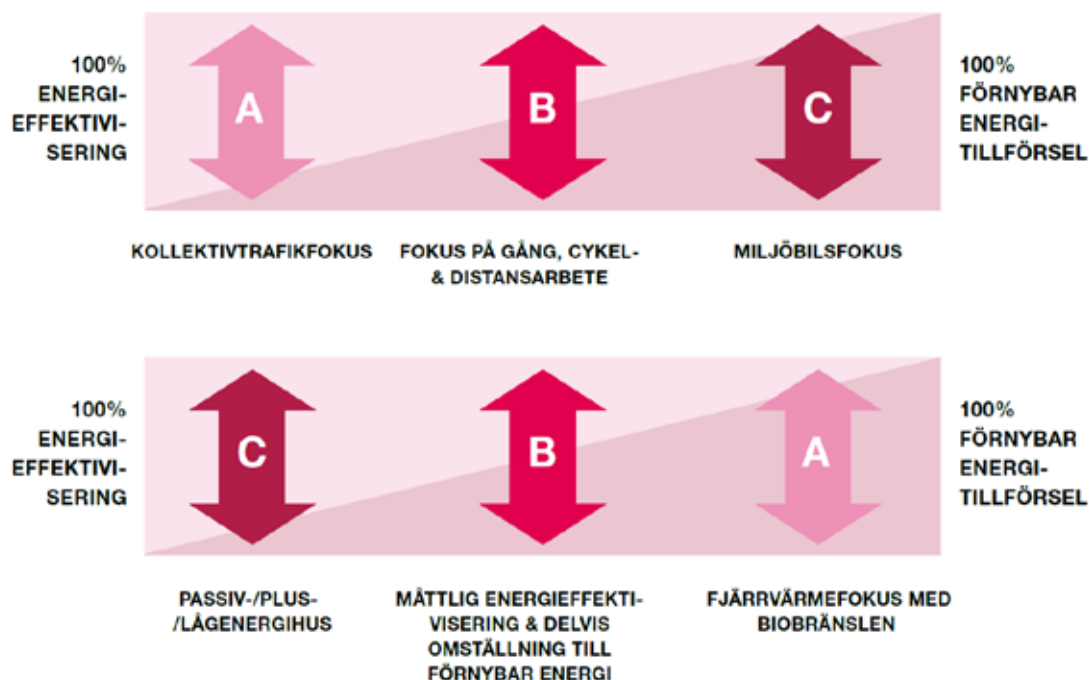 100%
ENERGI-
EFFEKTIVI-
SERING
A
B
C
100%
FÖRNYBAR
ENERGI-
TILLFÖRSEL
KOLLEKTIVTRAFIKFOKUS
FOKUS PÅ GÅNG, CYKEL-
& DISTANSARBETE
MILJÖBILSFOKUS
100%
ENERGI-
EFFEKTIVI-
SERING
C
B
A
100%
FÖRNYBAR
ENERGI-
TILLFÖRSEL
PASSIV-/PLUS-
/LÅGENERGIHUS
MÅTTLIG ENERGIEFFEKTI-
VISERING & DELVIS
OMSTÄLLNING TILL
FÖRNYBAR ENERGI
FJÄRRVÄRMEFOKUS MED
BIOBRÄNSLEN